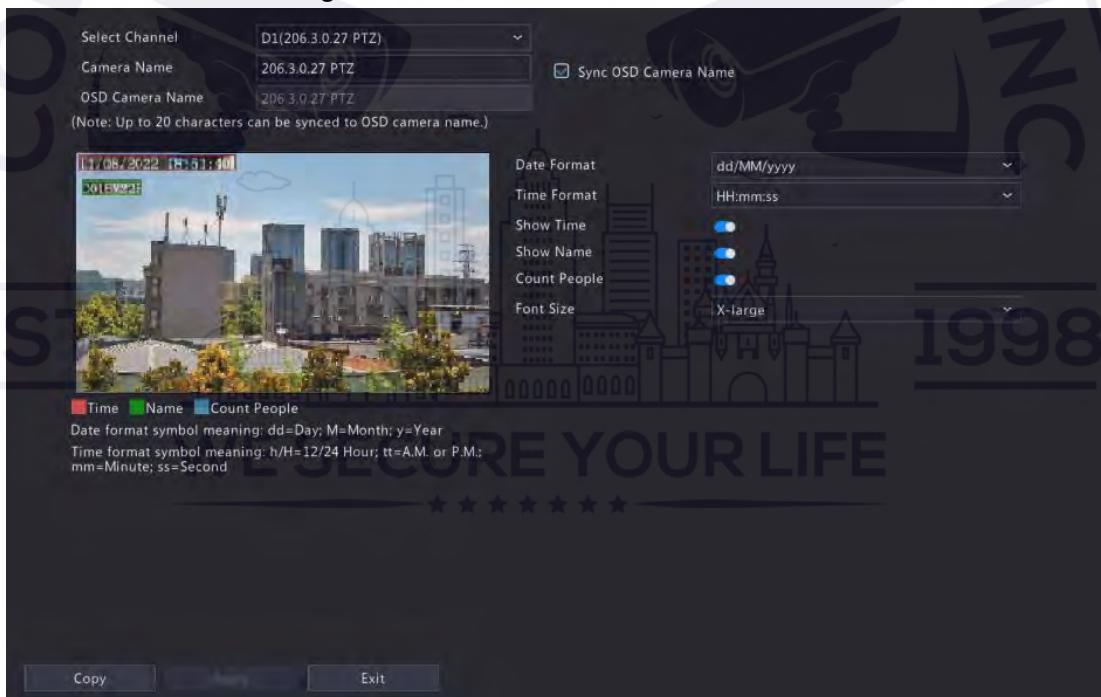 Select Channel D1(206.3.0.27 PTZ)
Camera Name 206.3.0.27 PTZ
Sync OSD Camera Name
OSD Camera Name 206.3.0.27 PTZ
(Note: Up to 20 characters can be synced to OSD camera name.)
11/08/2022
Date Format dd/MM/yyyy
Time Format HH:mm:ss
Show Time
Show Name
Count People
Font Size X-large
Time Name Count People
Date format symbol meaning: dd=Day; M=Month; y=Year
Time format symbol meaning: h/H=12/24 Hour; tt=A.M. or P.M.;
mm=Minute; ss=Second
1998
WE SECURE YOUR LIFE
Copy Apply Exit